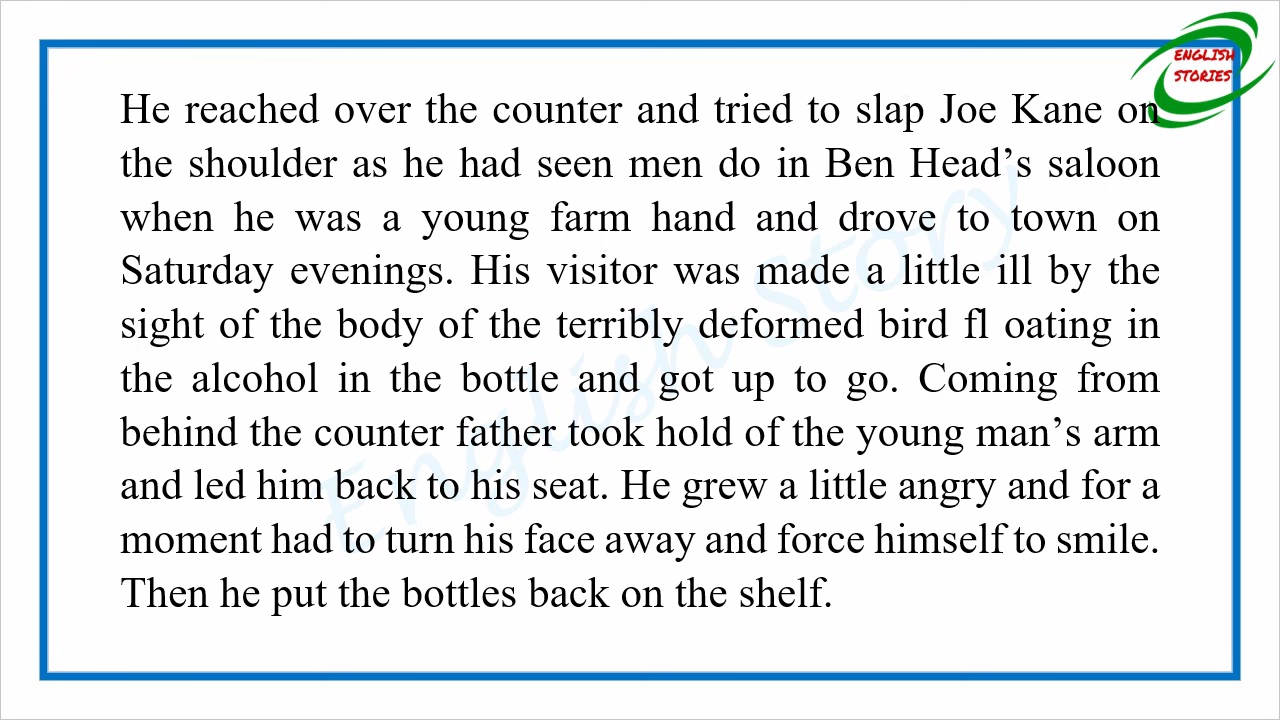 ENGLISH
STORIES
He reached over the counter and tried to slap Joe Kane on
the shoulder as he had seen men do in Ben Head’s saloon
when he was a young farm hand and drove to town on
Saturday evenings. His visitor was made a little ill by the
sight of the body of the terribly deformed bird fl oating in
the alcohol in the bottle and got up to go. Coming from
behind the counter father took hold of the young man’s arm
and led him back to his seat. He grew a little angry and for a
moment had to turn his face away and force himself to smile.
Then he put the bottles back on the shelf.
English Story